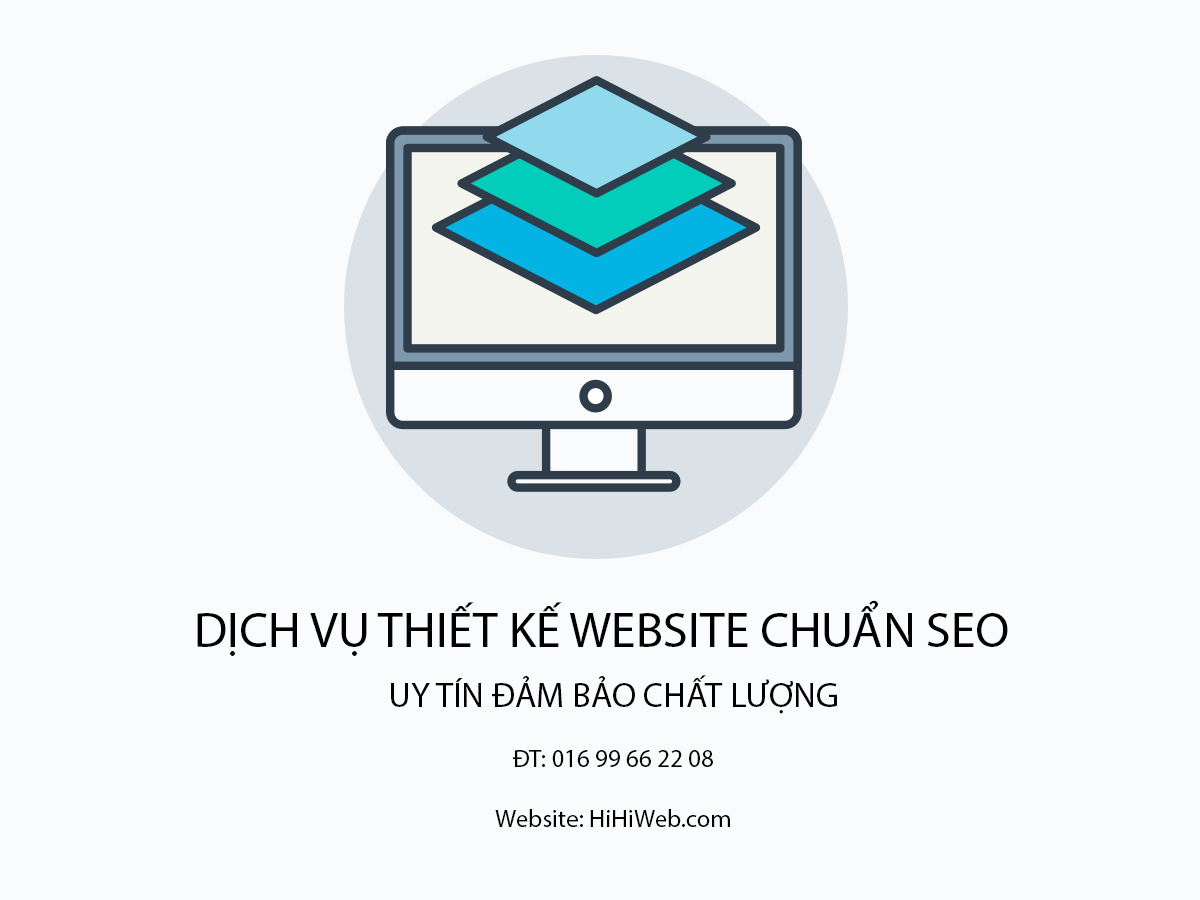 DỊCH VỤ THIẾT KẾ WEBSITE CHUẨN SEO
UY TÍN ĐẢM BẢO CHẤT LƯỢNG
ĐT: 016 99 66 22 08
Website: HiHiWeb.com